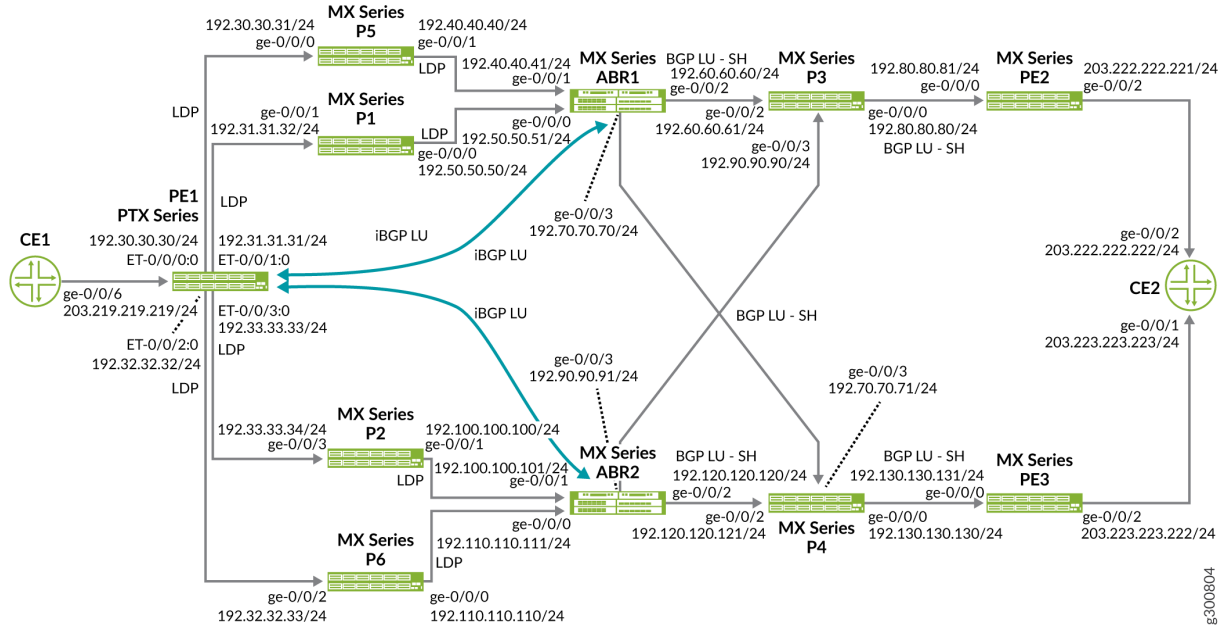 MX Series
P5
192.30.30.31/24
ge-0/0/0
192.40.40.40/24
ge-0/0/1
LDP
192.40.40.41/24
ge-0/0/1
MX Series
ABR1
BGP LU - SH
192.60.60.60/24
ge-0/0/2
MX Series
P3
192.80.80.81/24
ge-0/0/0
MX Series
PE2
203.222.222.221/24
ge-0/0/2
LDP
MX Series
P1
ge-0/0/1
192.31.31.32/24
LDP
ge-0/0/0
192.50.50.51/24
ge-0/0/0
192.50.50.50/24
ge-0/0/2
192.60.60.61/24
ge-0/0/3
192.90.90.90/24
ge-0/0/0
192.80.80.80/24
BGP LU - SH
PE1
PTX Series
LDP
ge-0/0/3
192.70.70.70/24
CE1
192.30.30.30/24
ET-0/0/0:0
192.31.31.31/24
ET-0/0/1:0
iBGP LU
iBGP LU
ge-0/0/2
203.222.222.222/24
CE2
ge-0/0/6
203.219.219.219/24
ET-0/0/3:0
192.33.33.33/24
LDP
iBGP LU
BGP LU - SH
ge-0/0/1
203.223.223.223/24
ET-0/0/2:0
192.32.32.32/24
LDP
ge-0/0/3
192.90.90.91/24
ge-0/0/3
192.70.70.71/24
MX Series
P2
192.33.33.34/24
ge-0/0/3
192.100.100.100/24
ge-0/0/1
LDP
192.100.100.101/24
ge-0/0/1
MX Series
ABR2
BGP LU - SH
192.120.120.120/24
ge-0/0/2
BGP LU - SH
192.130.130.131/24
ge-0/0/0
MX Series
PE3
ge-0/0/0
192.110.110.111/24
LDP
ge-0/0/2
192.120.120.121/24
MX Series
P4
ge-0/0/0
192.130.130.130/24
ge-0/0/2
203.223.223.222/24
MX Series
P6
ge-0/0/2
192.32.32.33/24
ge-0/0/0
192.110.110.110/24
g300804